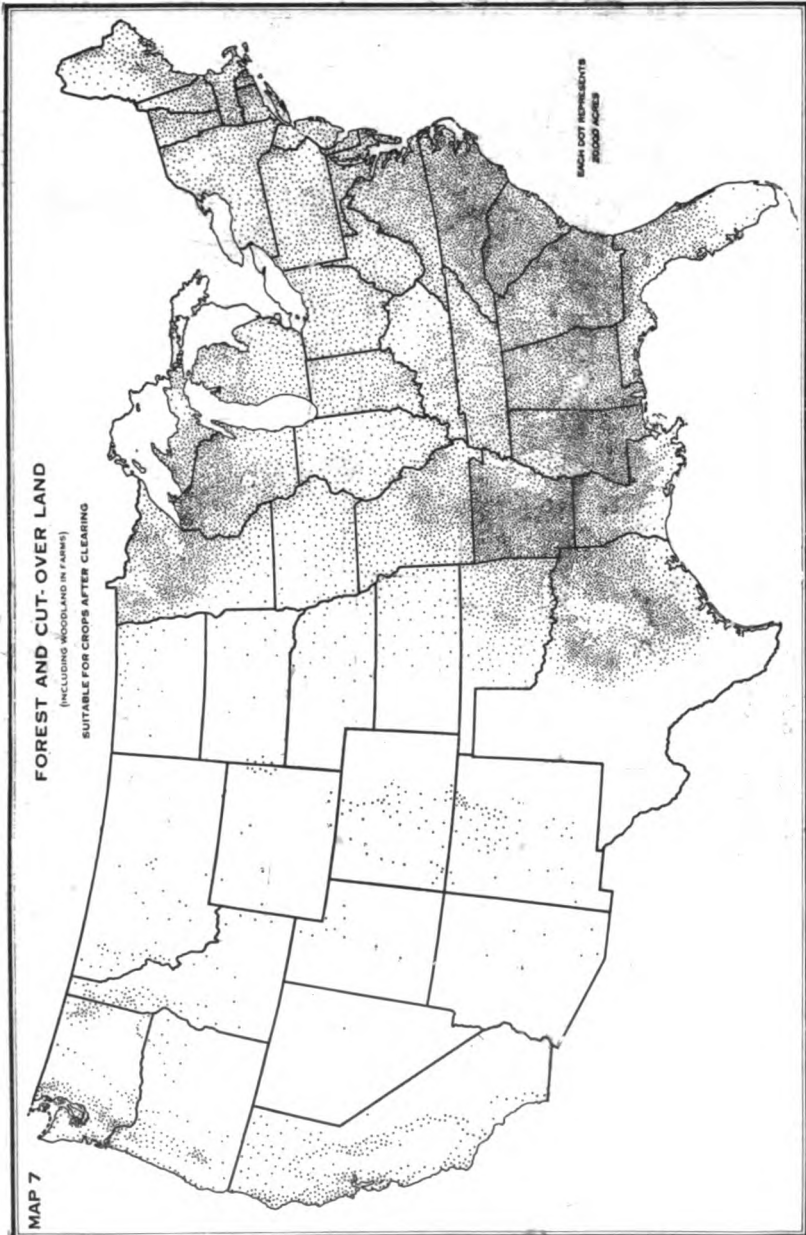 MAP 7
FOREST AND CUT-OVER LAND
(INCLUDING WOODLAND IN FARMS)
SUITABLE FOR CROPS AFTER CLEARING
EACH DOT REPRESENTS
20,000 ACRES